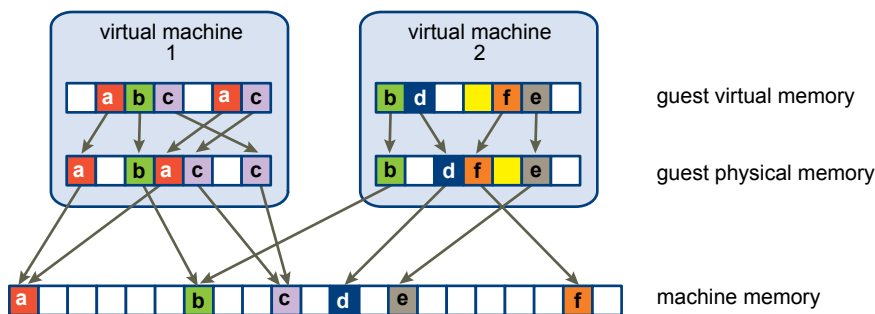 virtual machine virtual machine
1 2
a b c a c b d f e guest virtual memory
a b a c c b d f e guest physical memory
a b c d e f machine memory